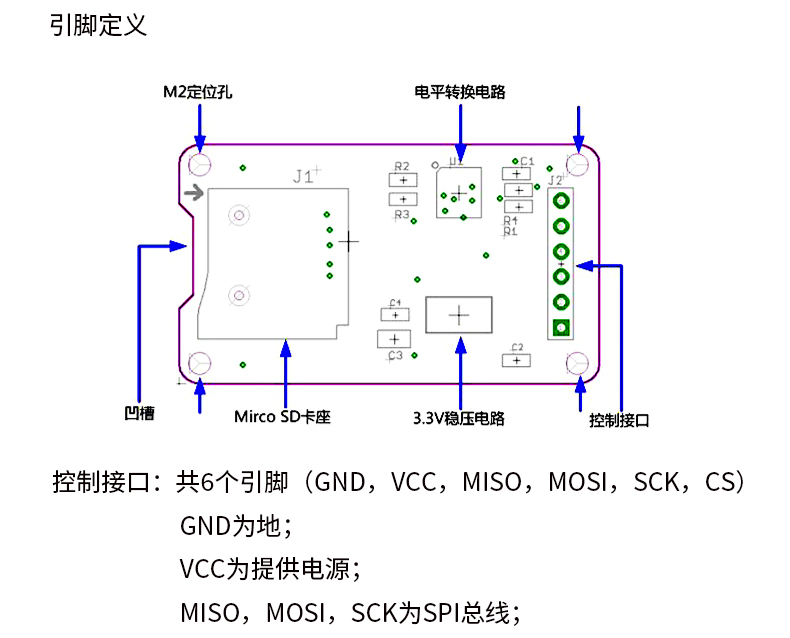 引脚定义
M2定位孔
电平转换电路
R2
U1
C1
J1
J2
R3
R4
R1
C4
C3
C2
凹槽
Mirco SD卡座
3.3V稳压电路
控制接口
控制接口：共6个引脚（GND，VCC，MISO，MOSI，SCK，CS）
GND为地；
VCC为提供电源；
MISO，MOSI，SCK为SPI总线；